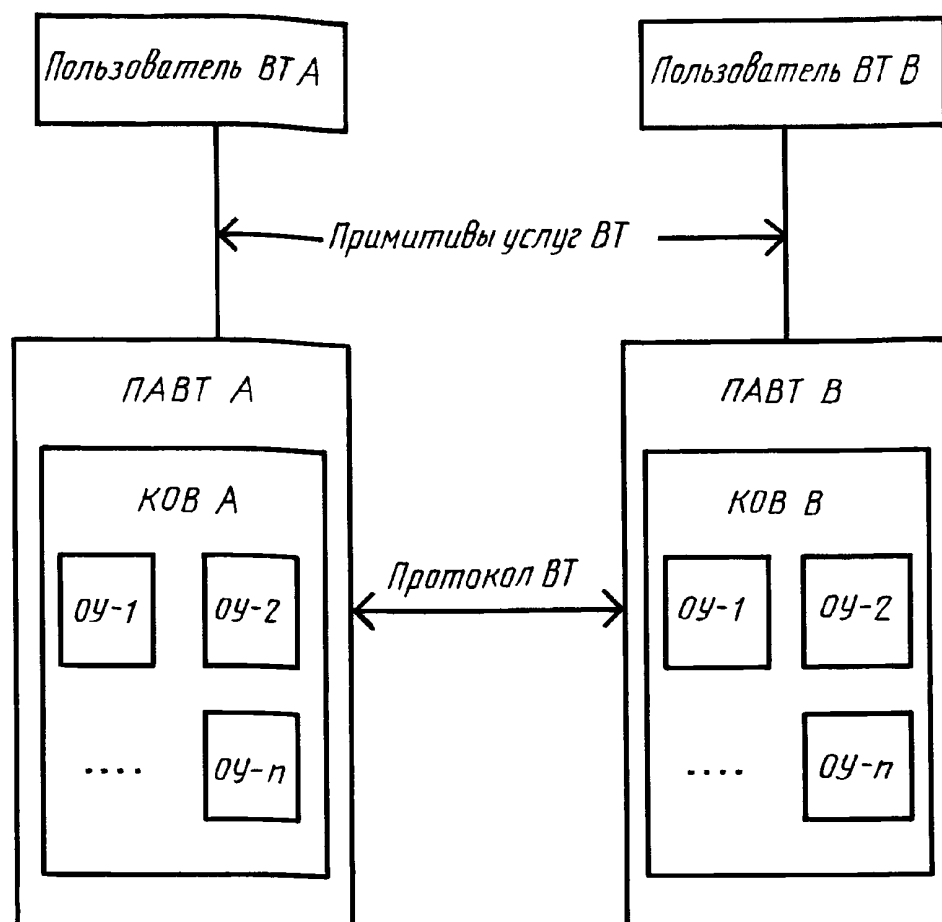 Пользователь ВТ А
Пользователь ВТ В
Примитивы услуг ВТ
ПАВТ А
ПАВТ В
КОВ А
КОВ В
Протокол ВТ
ОУ-1
ОУ-2
ОУ-1
ОУ-2
....
ОУ-п
....
ОУ-п